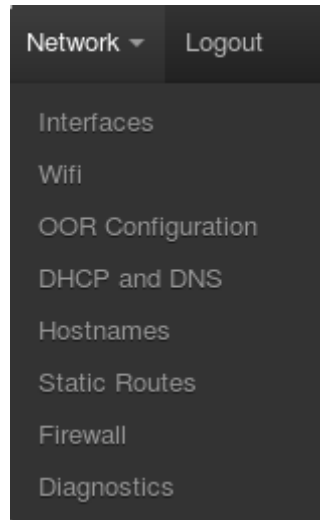 Network Logout
Interfaces
Wifi
OOR Configuration
DHCP and DNS
Hostnames
Static Routes
Firewall
Diagnostics